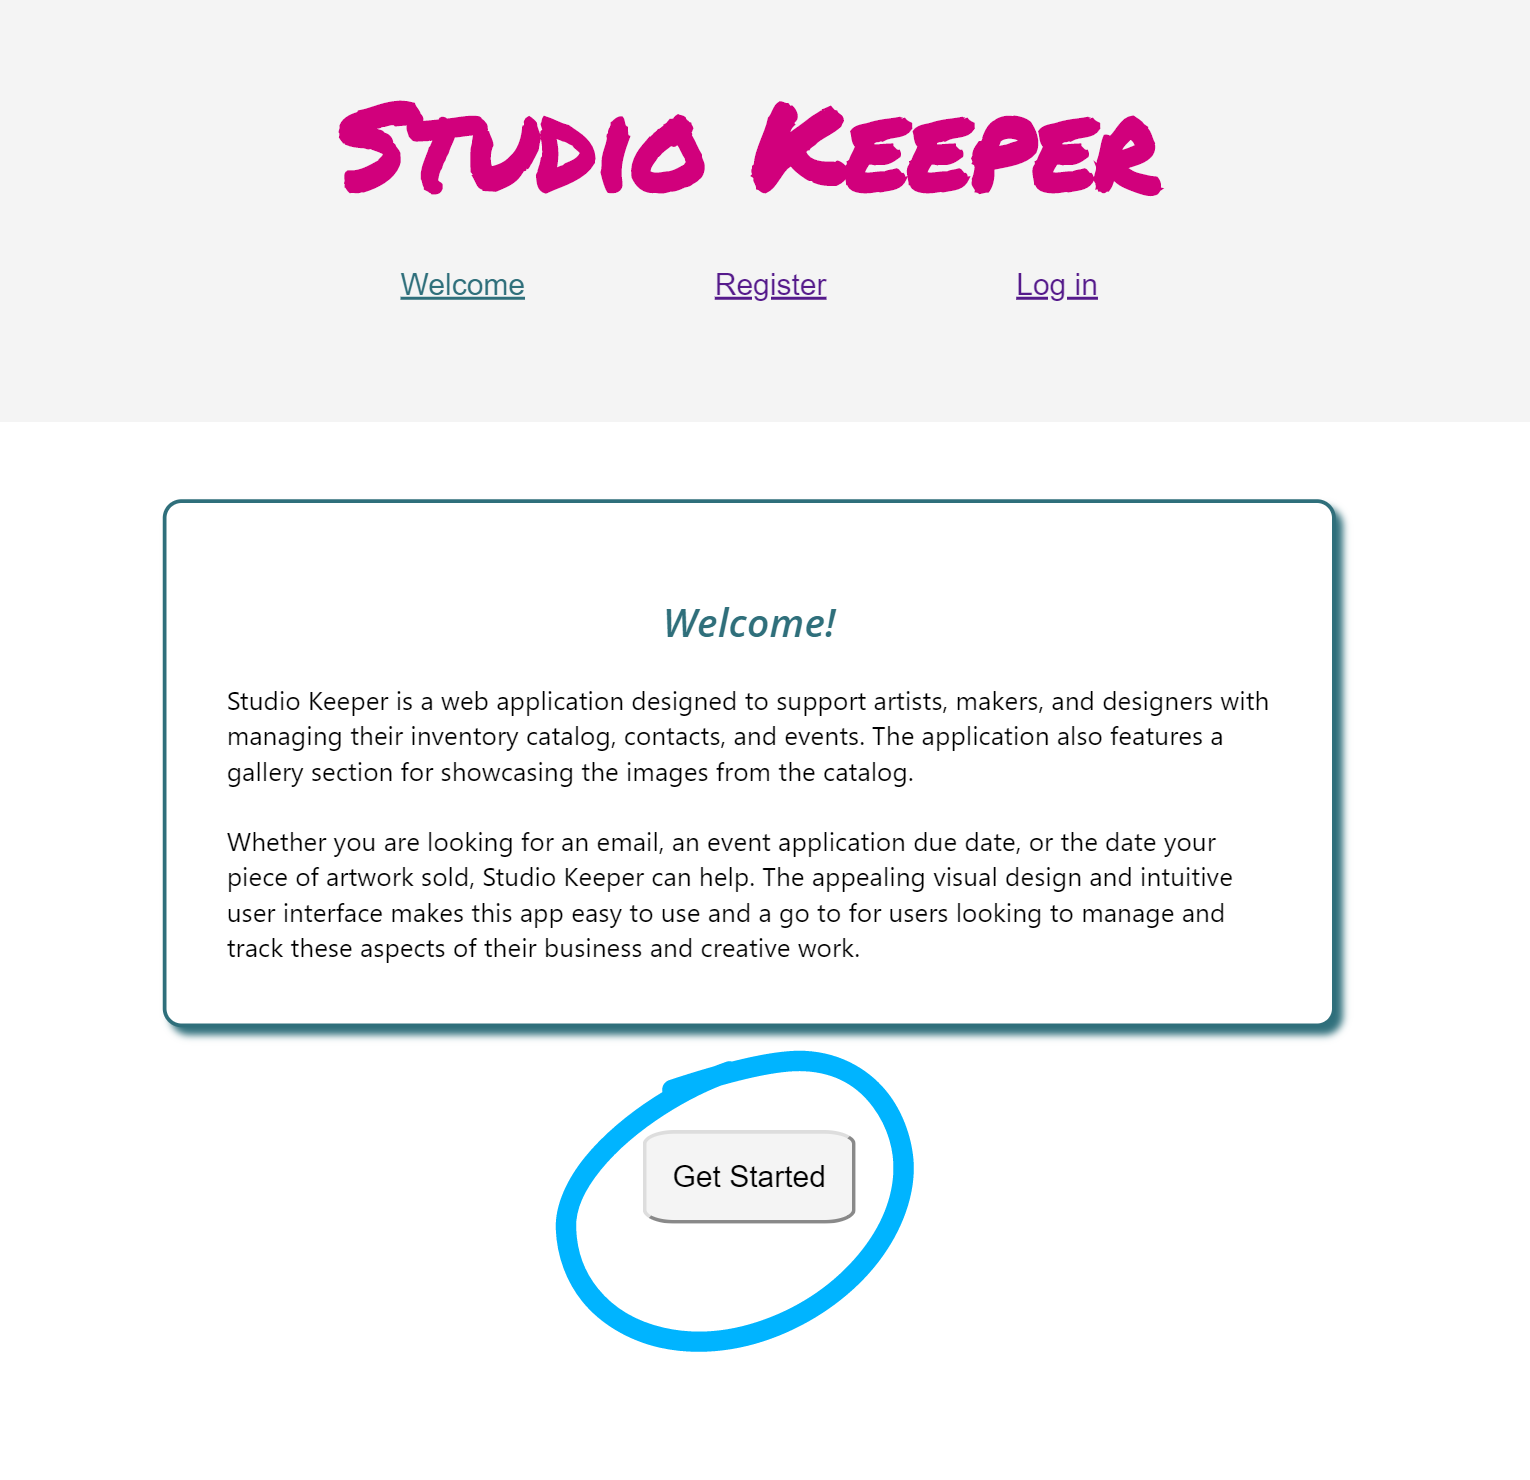 Studio Keeper
Welcome Register Log in
Welcome!
Studio Keeper is a web application designed to support artists, makers, and designers with
managing their inventory catalog, contacts, and events. The application also features a
gallery section for showcasing the images from the catalog.
Whether you are looking for an email, an event application due date, or the date your
piece of artwork sold, Studio Keeper can help. The appealing visual design and intuitive
user interface makes this app easy to use and a go to for users looking to manage and
track these aspects of their business and creative work.
Get Started